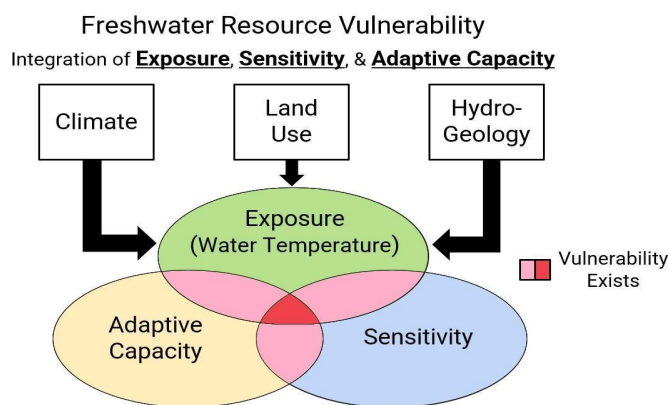 Freshwater Resource Vulnerability
Integration of Exposure, Sensitivity, & Adaptive Capacity
Climate
Land
Use
Hydro-
Geology
Exposure
(Water Temperature)
Vulnerability
Exists
Adaptive
Capacity
Sensitivity